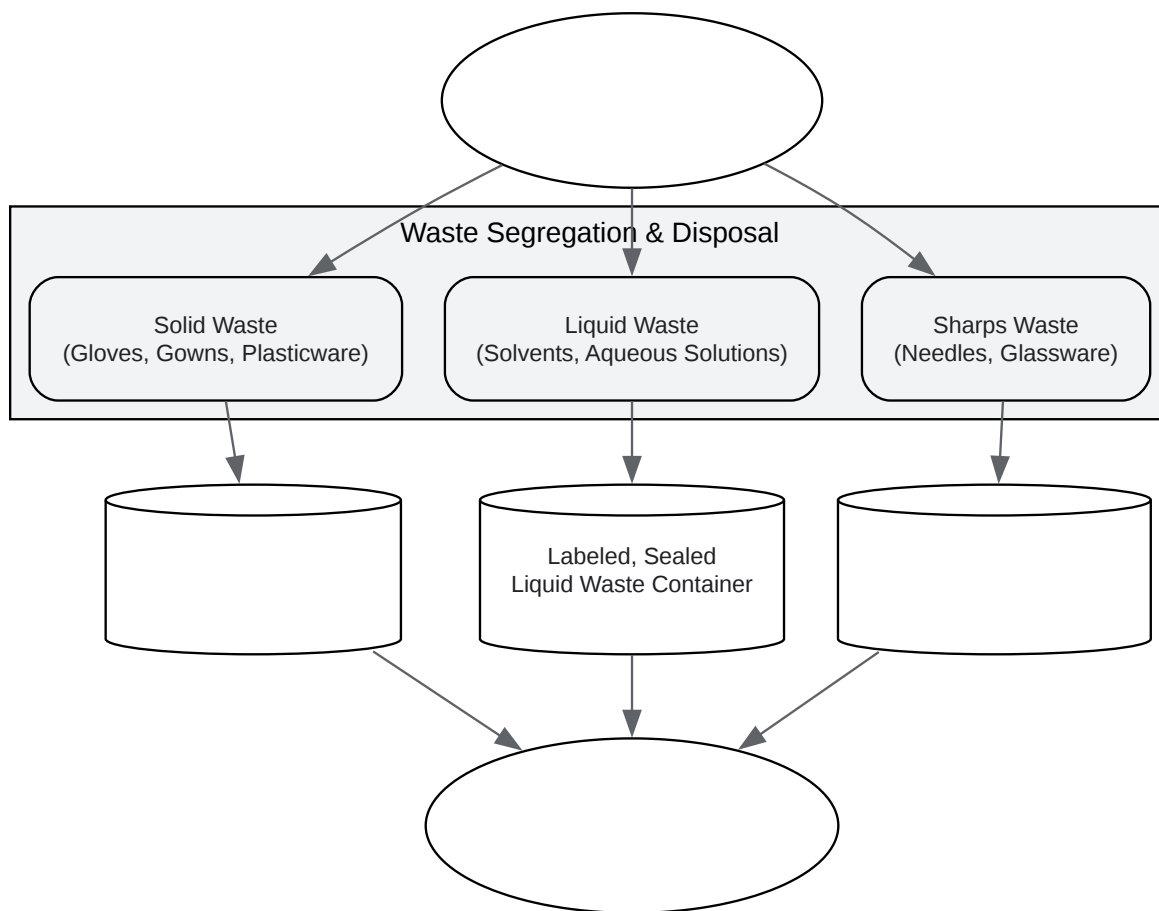 Waste Segregation & Disposal
Solid Waste
(Gloves, Gowns, Plasticware)
Liquid Waste
(Solvents, Aqueous Solutions)
Sharps Waste
(Needles, Glassware)
Labeled, Sealed
Liquid Waste Container